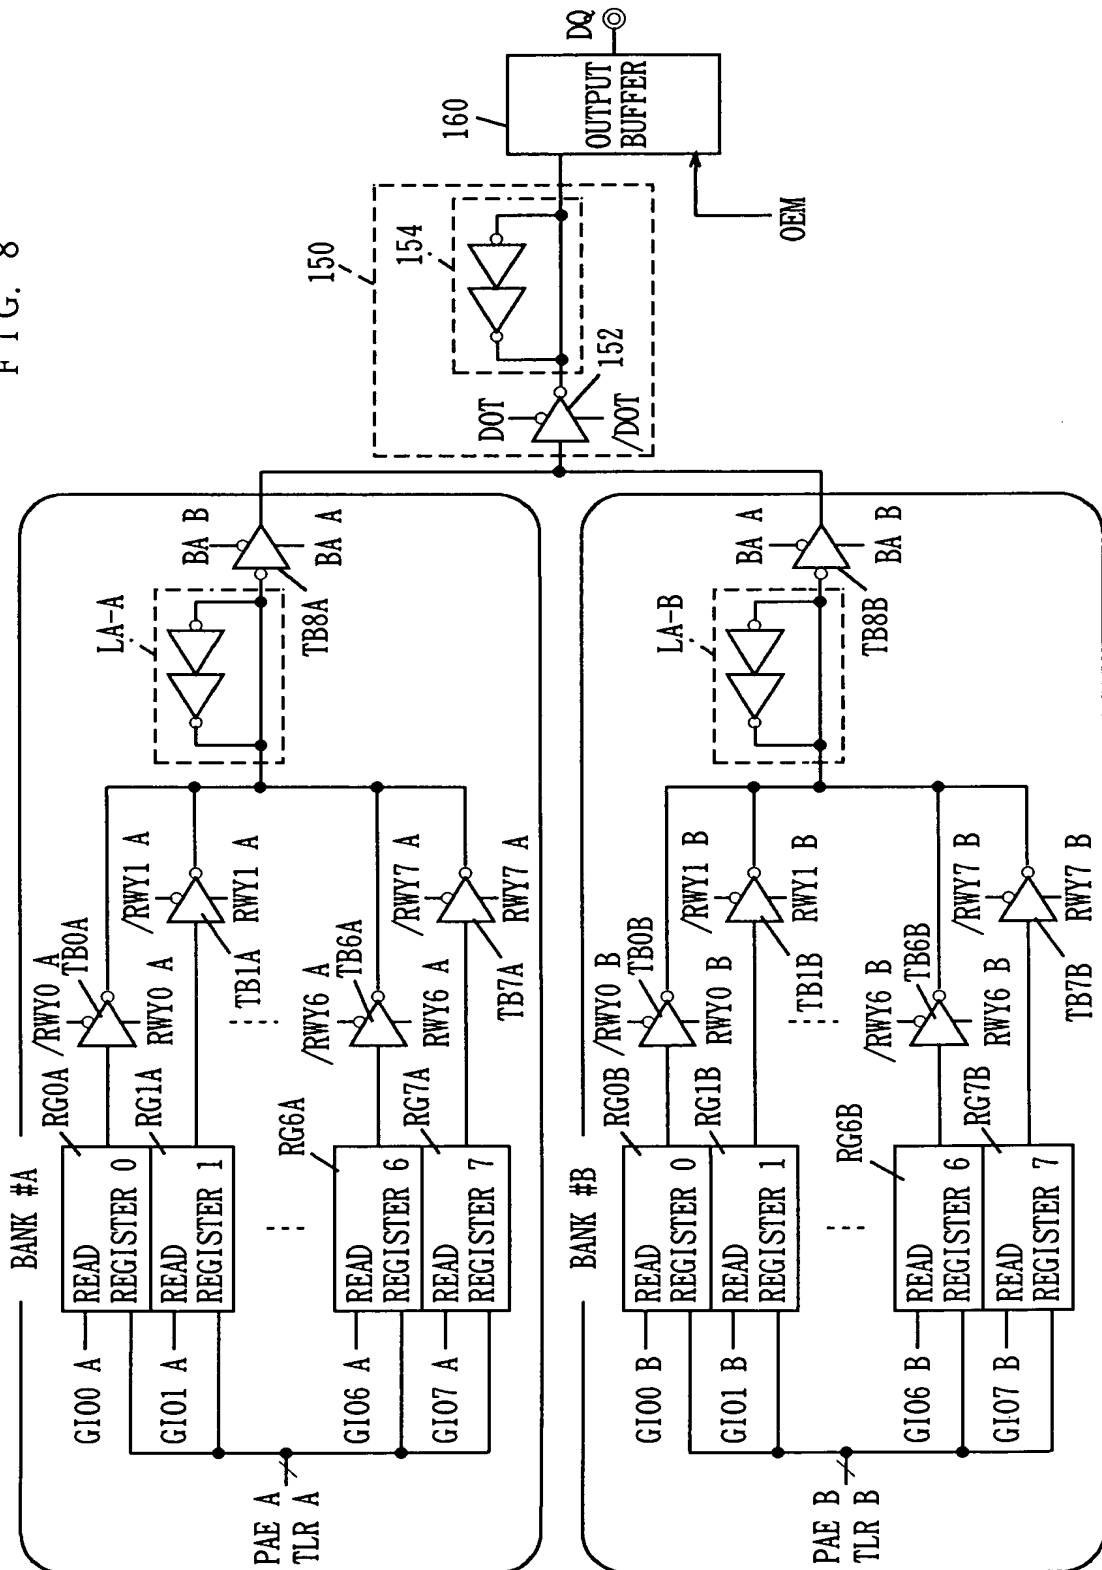 FIG. 8
BANK #A
GIO0 A
READ
REGISTER 0
RG0A
/RWY0 A
TB0A
RWY0 A
GIO1 A
READ
REGISTER 1
RG1A
/RWY1 A
TB1A
RWY1 A
GIO6 A
READ
REGISTER 6
RG6A
/RWY6 A
TB6A
RWY6 A
GIO7 A
READ
REGISTER 7
RG7A
/RWY7 A
TB7A
RWY7 A
PAE A
TLR A
LA-A
BA B
BA A
TB8A
BANK #B
GIO0 B
READ
REGISTER 0
RG0B
/RWY0 B
TB0B
RWY0 B
GIO1 B
READ
REGISTER 1
RG1B
/RWY1 B
TB1B
RWY1 B
GIO6 B
READ
REGISTER 6
RG6B
/RWY6 B
TB6B
RWY6 B
GIO7 B
READ
REGISTER 7
RG7B
/RWY7 B
TB7B
RWY7 B
PAE B
TLR B
LA-B
BA A
BA B
TB8B
150
154
DOT
152
/DOT
160
OUTPUT
BUFFER
DQ
OEM